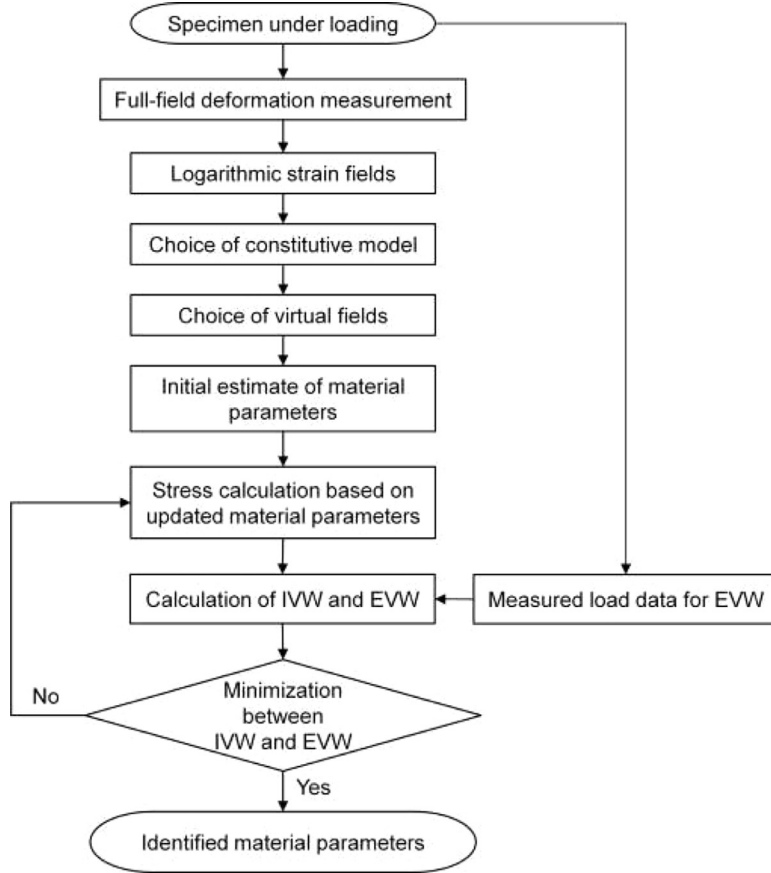 Specimen under loading
Full-field deformation measurement
Logarithmic strain fields
Choice of constitutive model
Choice of virtual fields
Initial estimate of material
parameters
Stress calculation based on
updated material parameters
Calculation of IVW and EVW
Measured load data for EVW
No
Minimization
between
IVW and EVW
Yes
Identified material parameters